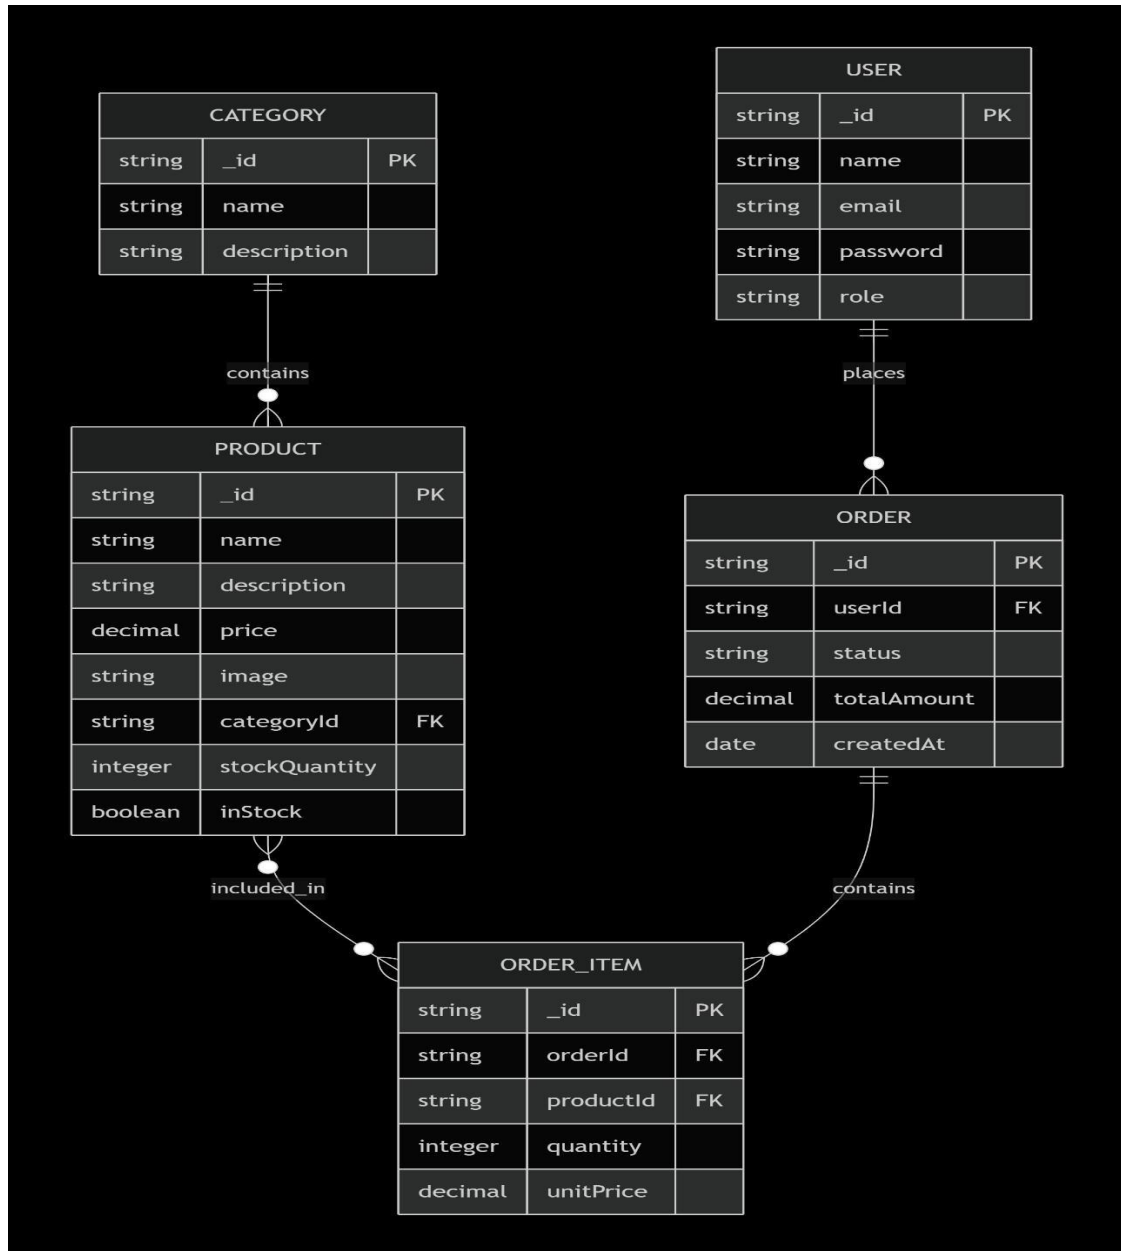 CATEGORY
string _id PK
string name
string description
contains
PRODUCT
string _id PK
string name
string description
decimal price
string image
string categoryId FK
integer stockQuantity
boolean inStock
included_in
USER
string _id PK
string name
string email
string password
string role
places
ORDER
string _id PK
string userId FK
string status
decimal totalAmount
date createdAt
contains
ORDER_ITEM
string _id PK
string orderId FK
string productId FK
integer quantity
decimal unitPrice